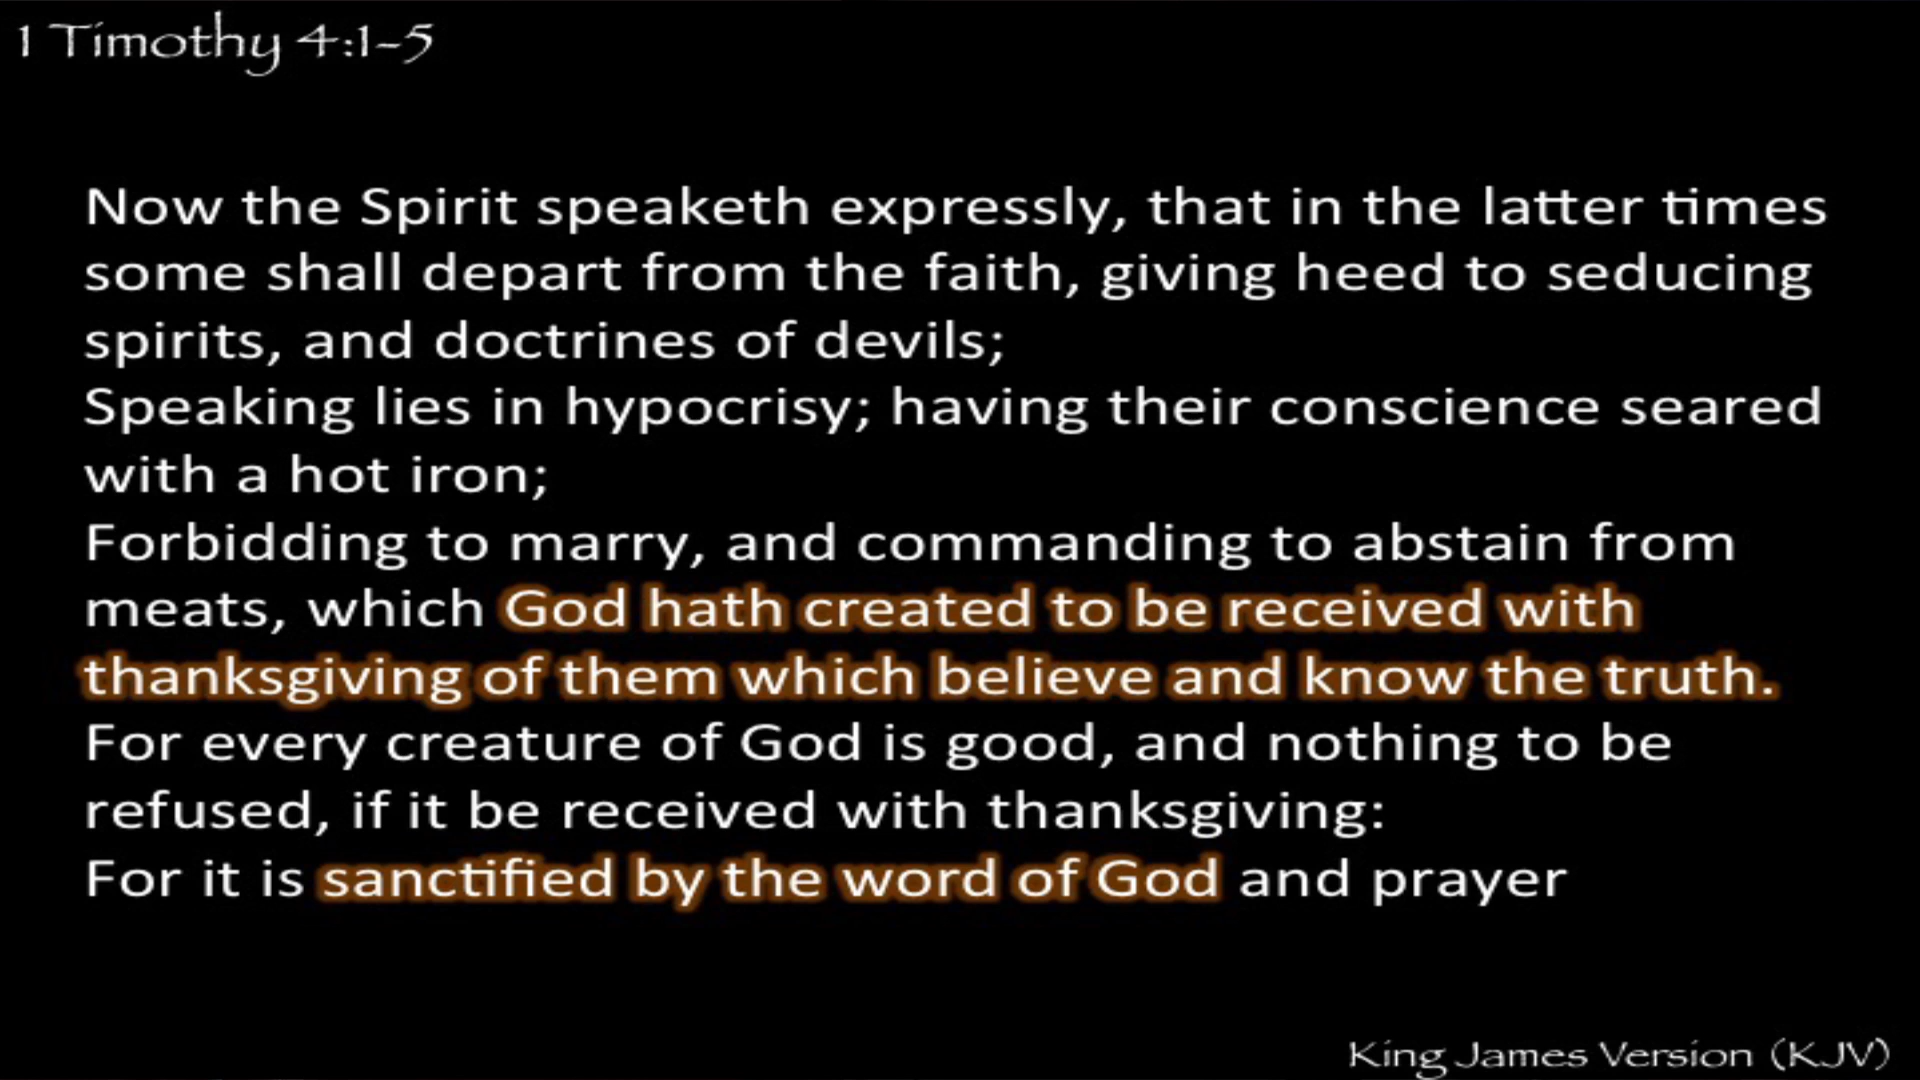 1 Timothy 4:1-5
Now the Spirit speaketh expressly, that in the latter times
some shall depart from the faith, giving heed to seducing
spirits, and doctrines of devils;
Speaking lies in hypocrisy; having their conscience seared
with a hot iron;
Forbidding to marry, and commanding to abstain from
meats, which God hath created to be received with
thanksgiving of them which believe and know the truth.
For every creature of God is good, and nothing to be
refused, if it be received with thanksgiving:
For it is sanctified by the word of God and prayer
King James Version (KJV)